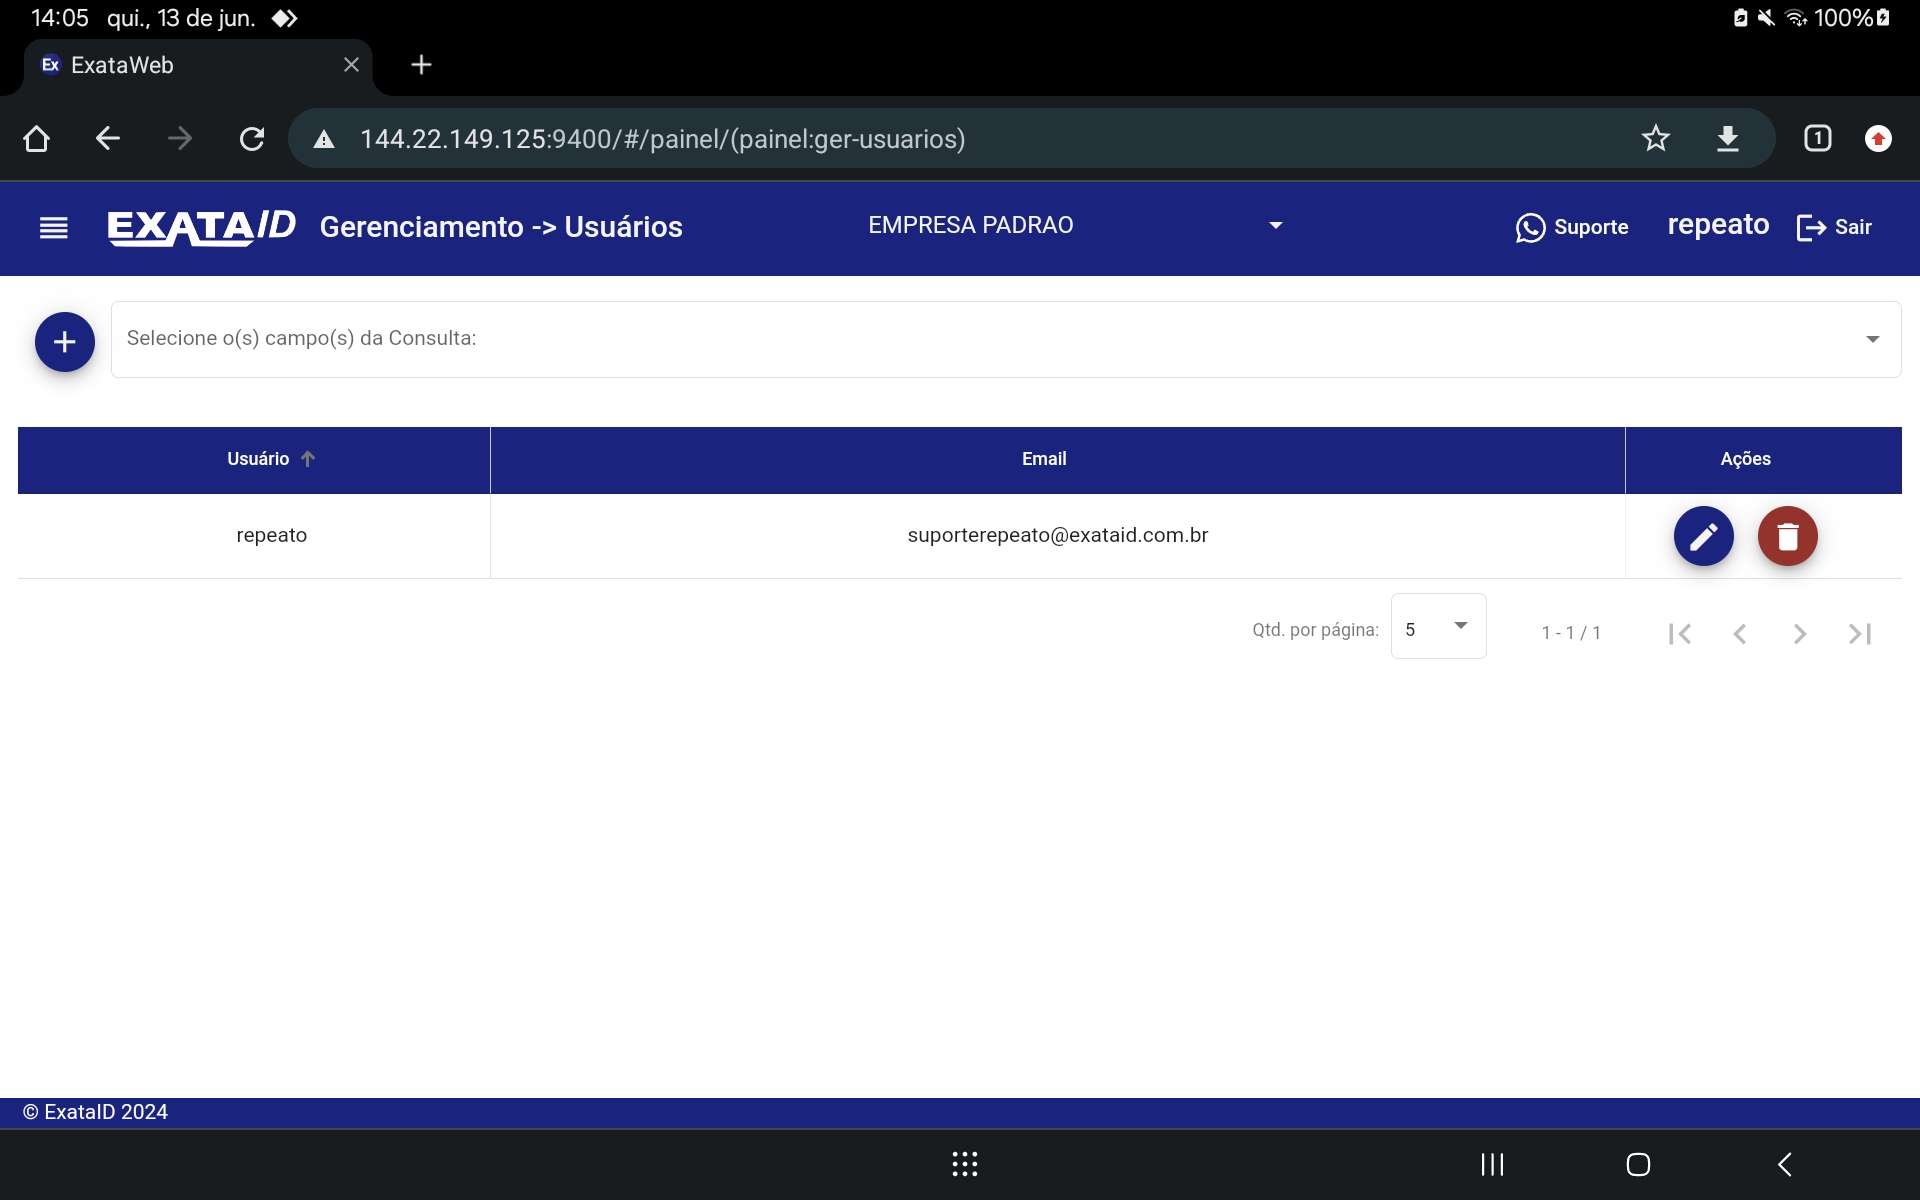 14:05 qui., 13 de jun. 100%
Ex ExataWeb
144.22.149.125:9400/#/painel/(painel:ger-usuarios) 1
EXATAID Gerenciamento -> Usuários EMPRESA PADRAO Suporte repeato Sair
Selecione o(s) campo(s) da Consulta:
Usuário Email Ações
repeato suporterepeato@exataid.com.br
Qtd. por página: 5 1 - 1 / 1
© ExataID 2024